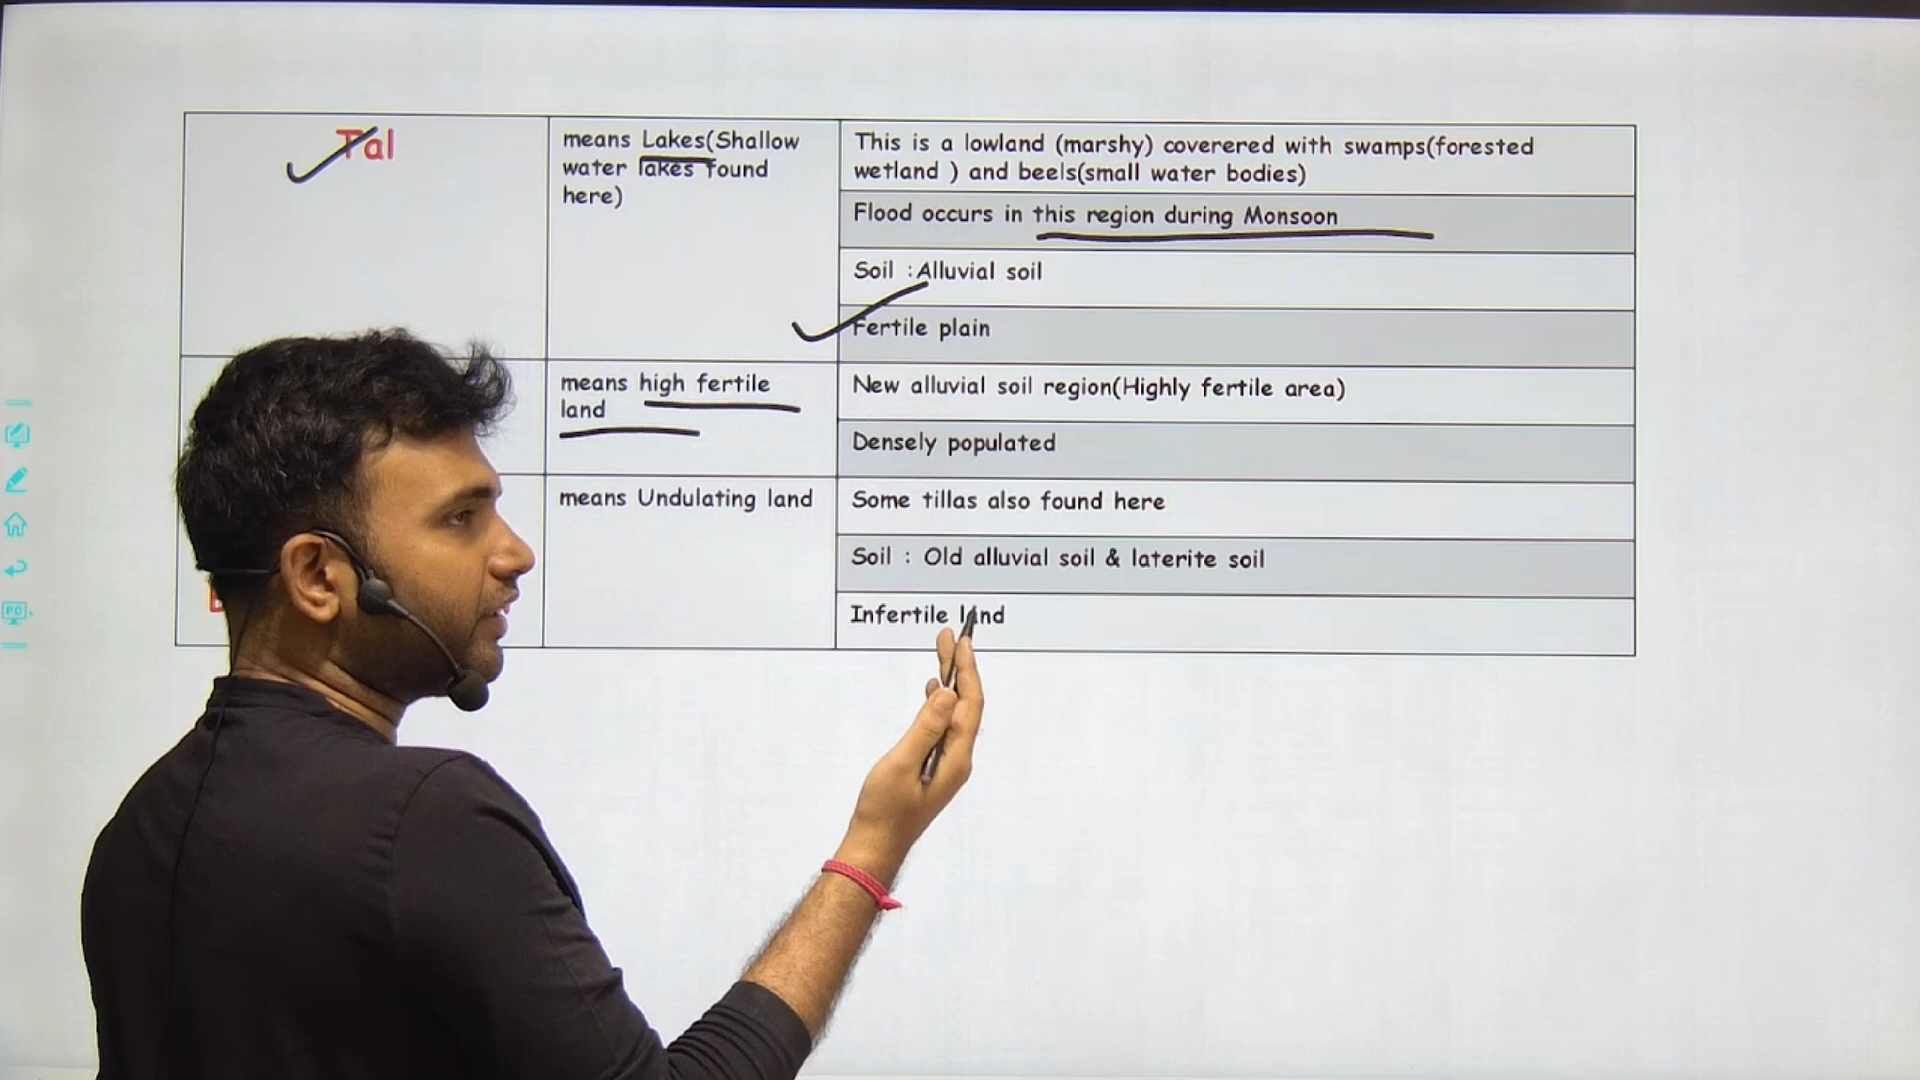 Tal
means Lakes(Shallow
water lakes found
here)
This is a lowland (marshy) coverered with swamps(forested
wetland ) and beels(small water bodies)
Flood occurs in this region during Monsoon
Soil :Alluvial soil
Fertile plain
means high fertile
land
New alluvial soil region(Highly fertile area)
Densely populated
means Undulating land
Some tillas also found here
Soil : Old alluvial soil & laterite soil
Infertile land
PC